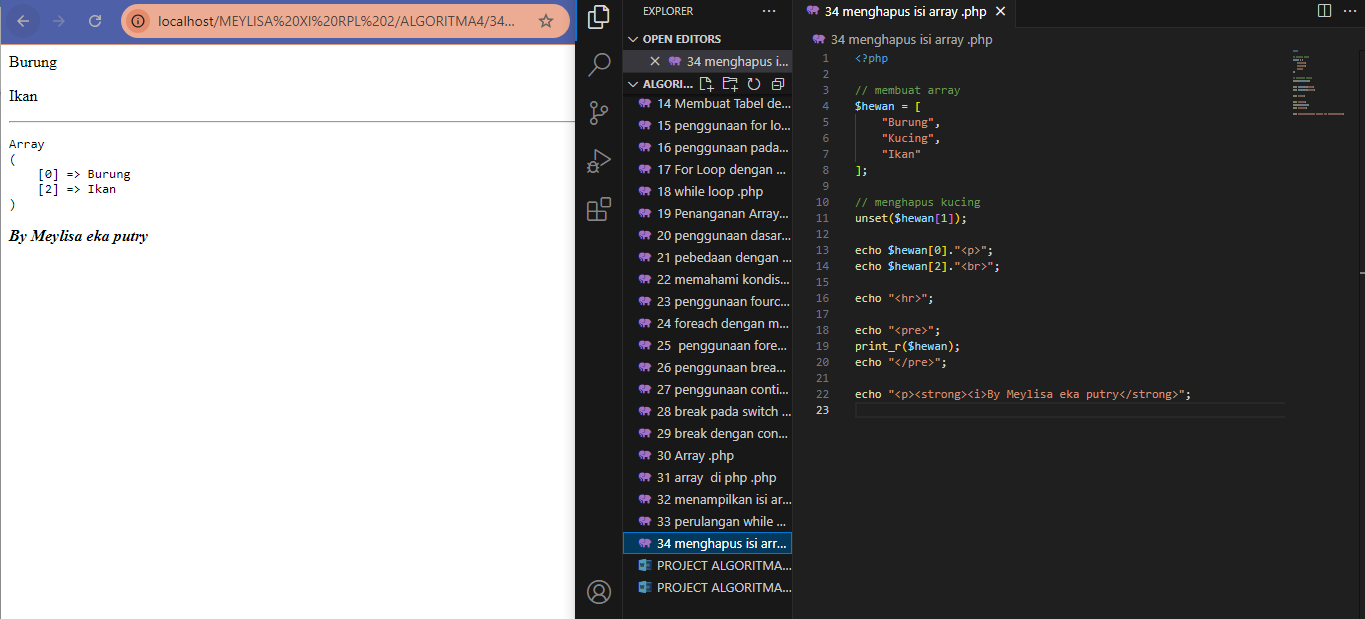 localhost/MEYLISA%20XI%20RPL%202/ALGORITMA4/34...
Burung
Ikan
Array
(
    [0] => Burung
    [2] => Ikan
)
By Meylisa eka putry
EXPLORER
OPEN EDITORS
34 menghapus i...
ALGORI...
14 Membuat Tabel de...
15 penggunaan for lo...
16 penggunaan pada...
17 For Loop dengan ...
18 while loop .php
19 Penanganan Array...
20 penggunaan dasar...
21 pebedaan dengan ...
22 memahami kondis...
23 penggunaan fourc...
24 foreach dengan m...
25  penggunaan fore...
26 penggunaan brea...
27 penggunaan conti...
28 break pada switch ...
29 break dengan con...
30 Array .php
31 array  di php .php
32 menampilkan isi ar...
33 perulangan while ...
34 menghapus isi arr...
PROJECT ALGORITMA...
PROJECT ALGORITMA...
34 menghapus isi array .php
34 menghapus isi array .php
1 <?php
2
3 // membuat array
4 $hewan = [
5     "Burung",
6     "Kucing",
7     "Ikan"
8 ];
9
10 // menghapus kucing
11 unset($hewan[1]);
12
13 echo $hewan[0]."<p>";
14 echo $hewan[2]."<br>";
15
16 echo "<hr>";
17
18 echo "<pre>";
19 print_r($hewan);
20 echo "</pre>";
21
22 echo "<p><strong><i>By Meylisa eka putry</strong>";
23